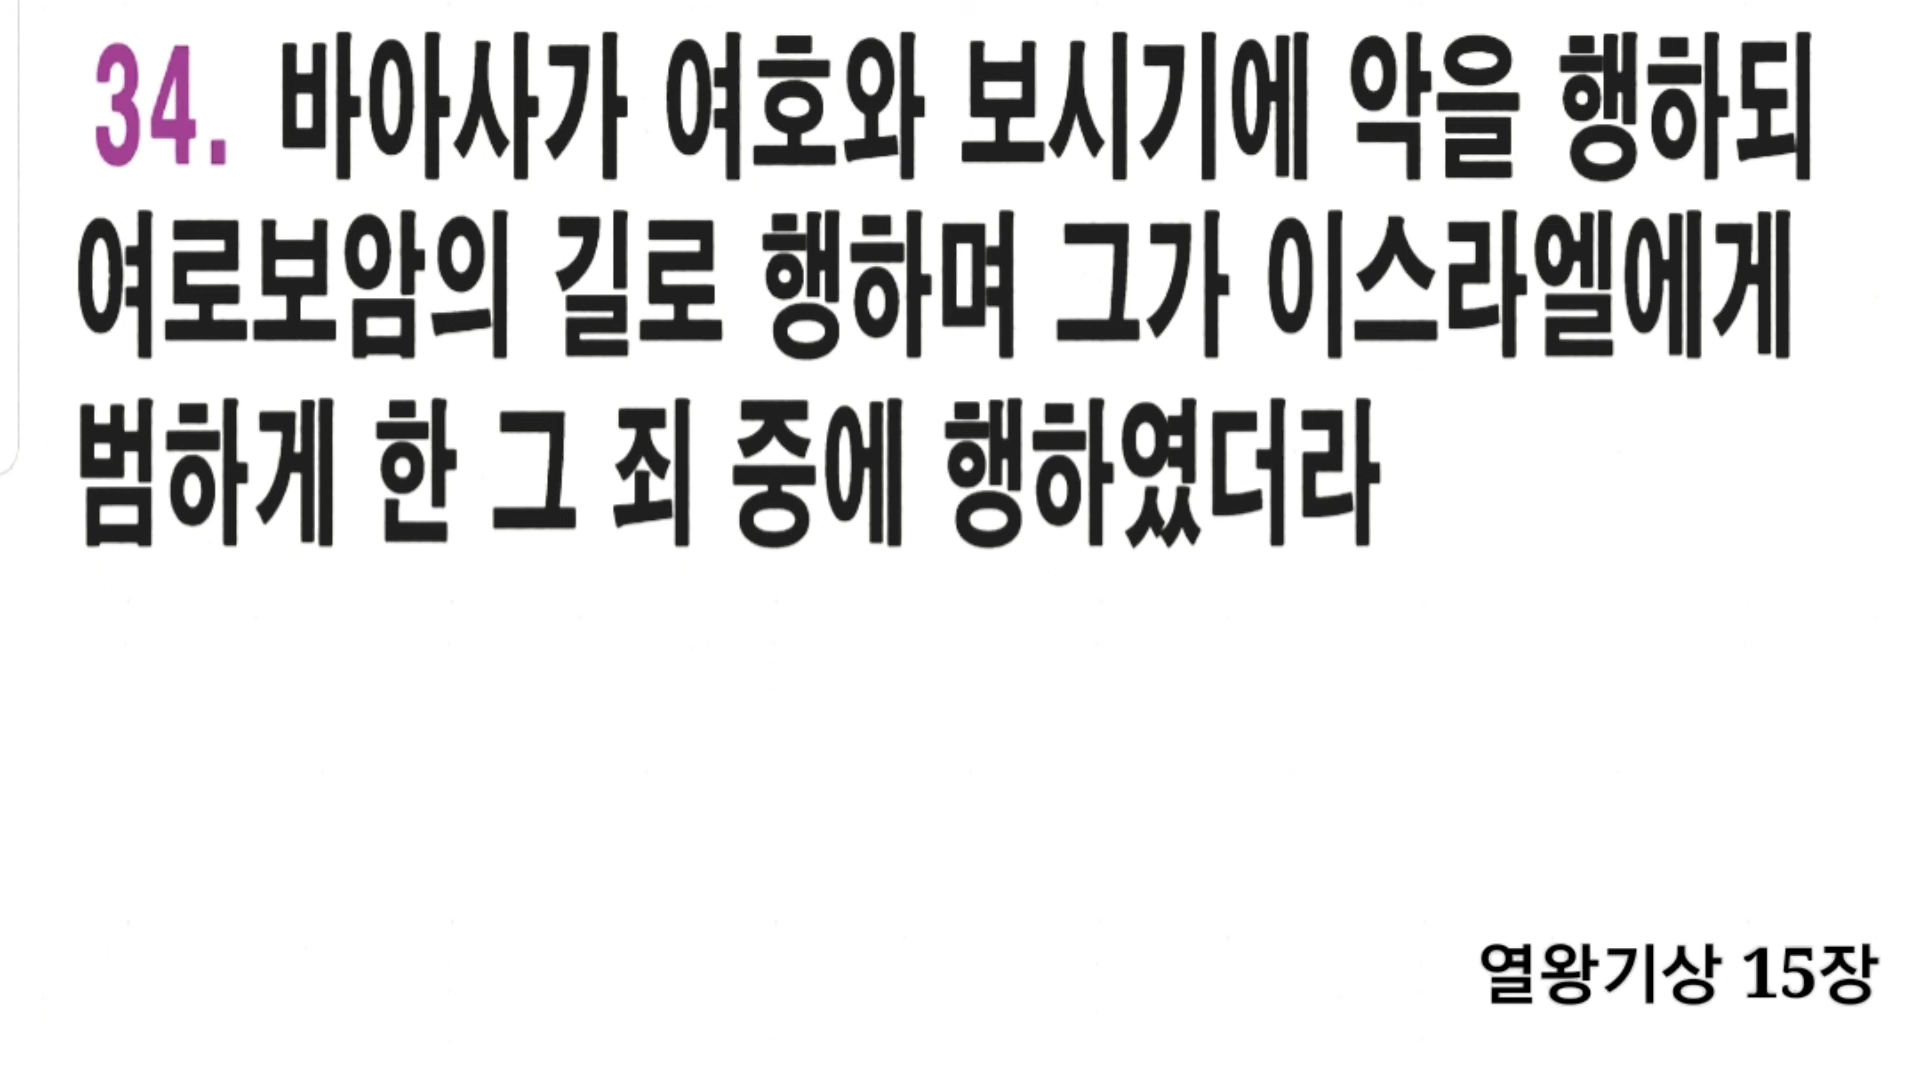 34. 바아사가 여호와 보시기에 악을 행하되
여로보암의 길로 행하며 그가 이스라엘에게
범하게 한 그 죄 중에 행하였더라
열왕기상 15장